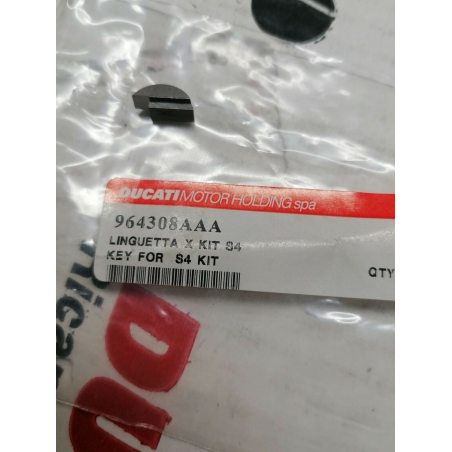 DUCATI MOTOR HOLDING spa
964308AAA
LINGUETTA X KIT S4
KEY FOR S4 KIT
QTY